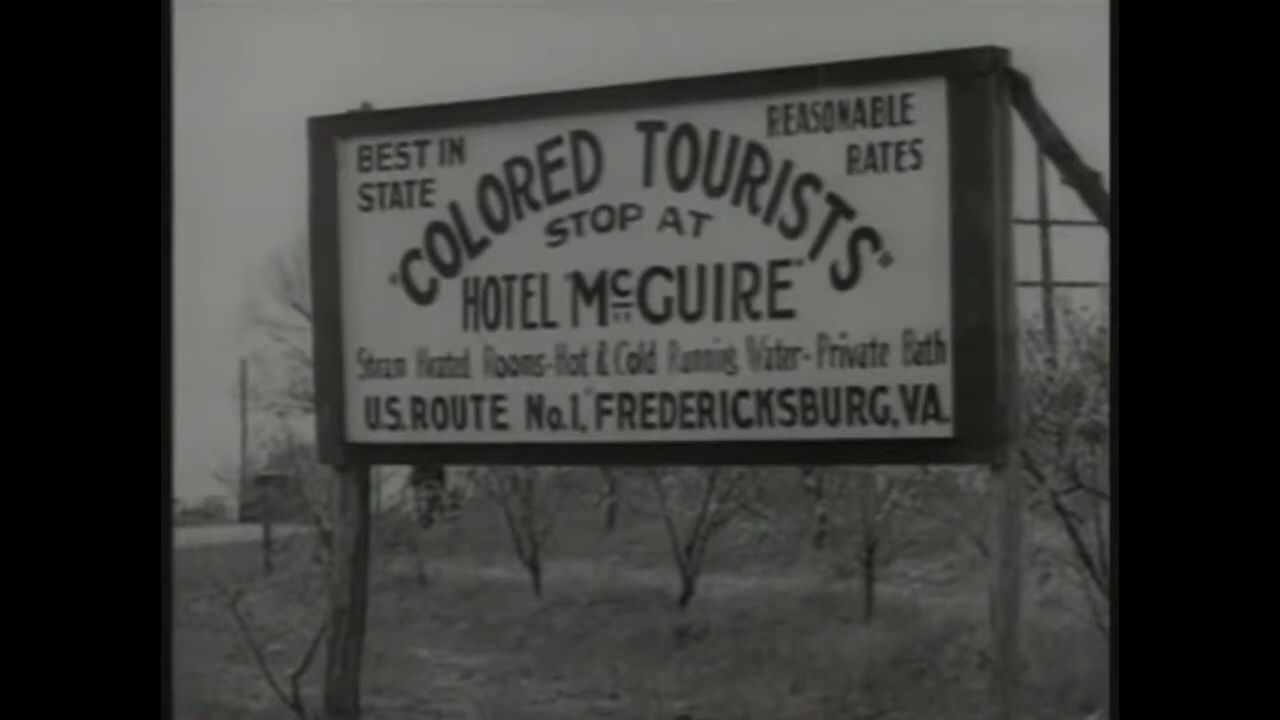 BEST IN
STATE
REASONABLE
RATES
"COLORED TOURISTS"
STOP AT
HOTEL "McGUIRE"
Steam Heated Rooms-Hot & Cold Running Water-Private Bath
U.S. ROUTE No.1," FREDERICKSBURG, VA.